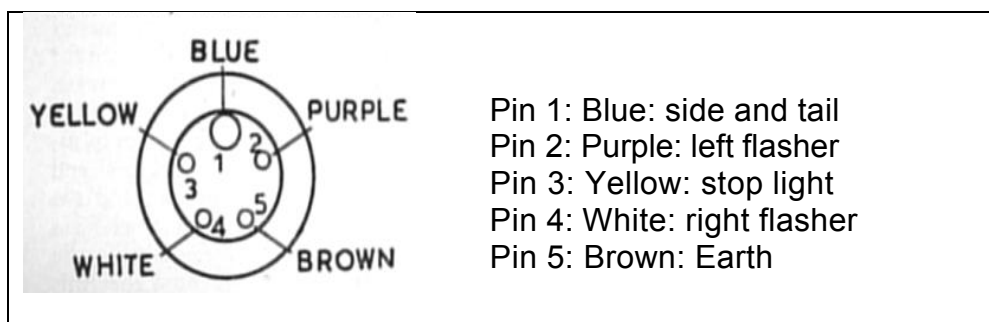 BLUE
YELLOW
PURPLE
1
2
3
4
5
WHITE
BROWN
Pin 1: Blue: side and tail
Pin 2: Purple: left flasher
Pin 3: Yellow: stop light
Pin 4: White: right flasher
Pin 5: Brown: Earth